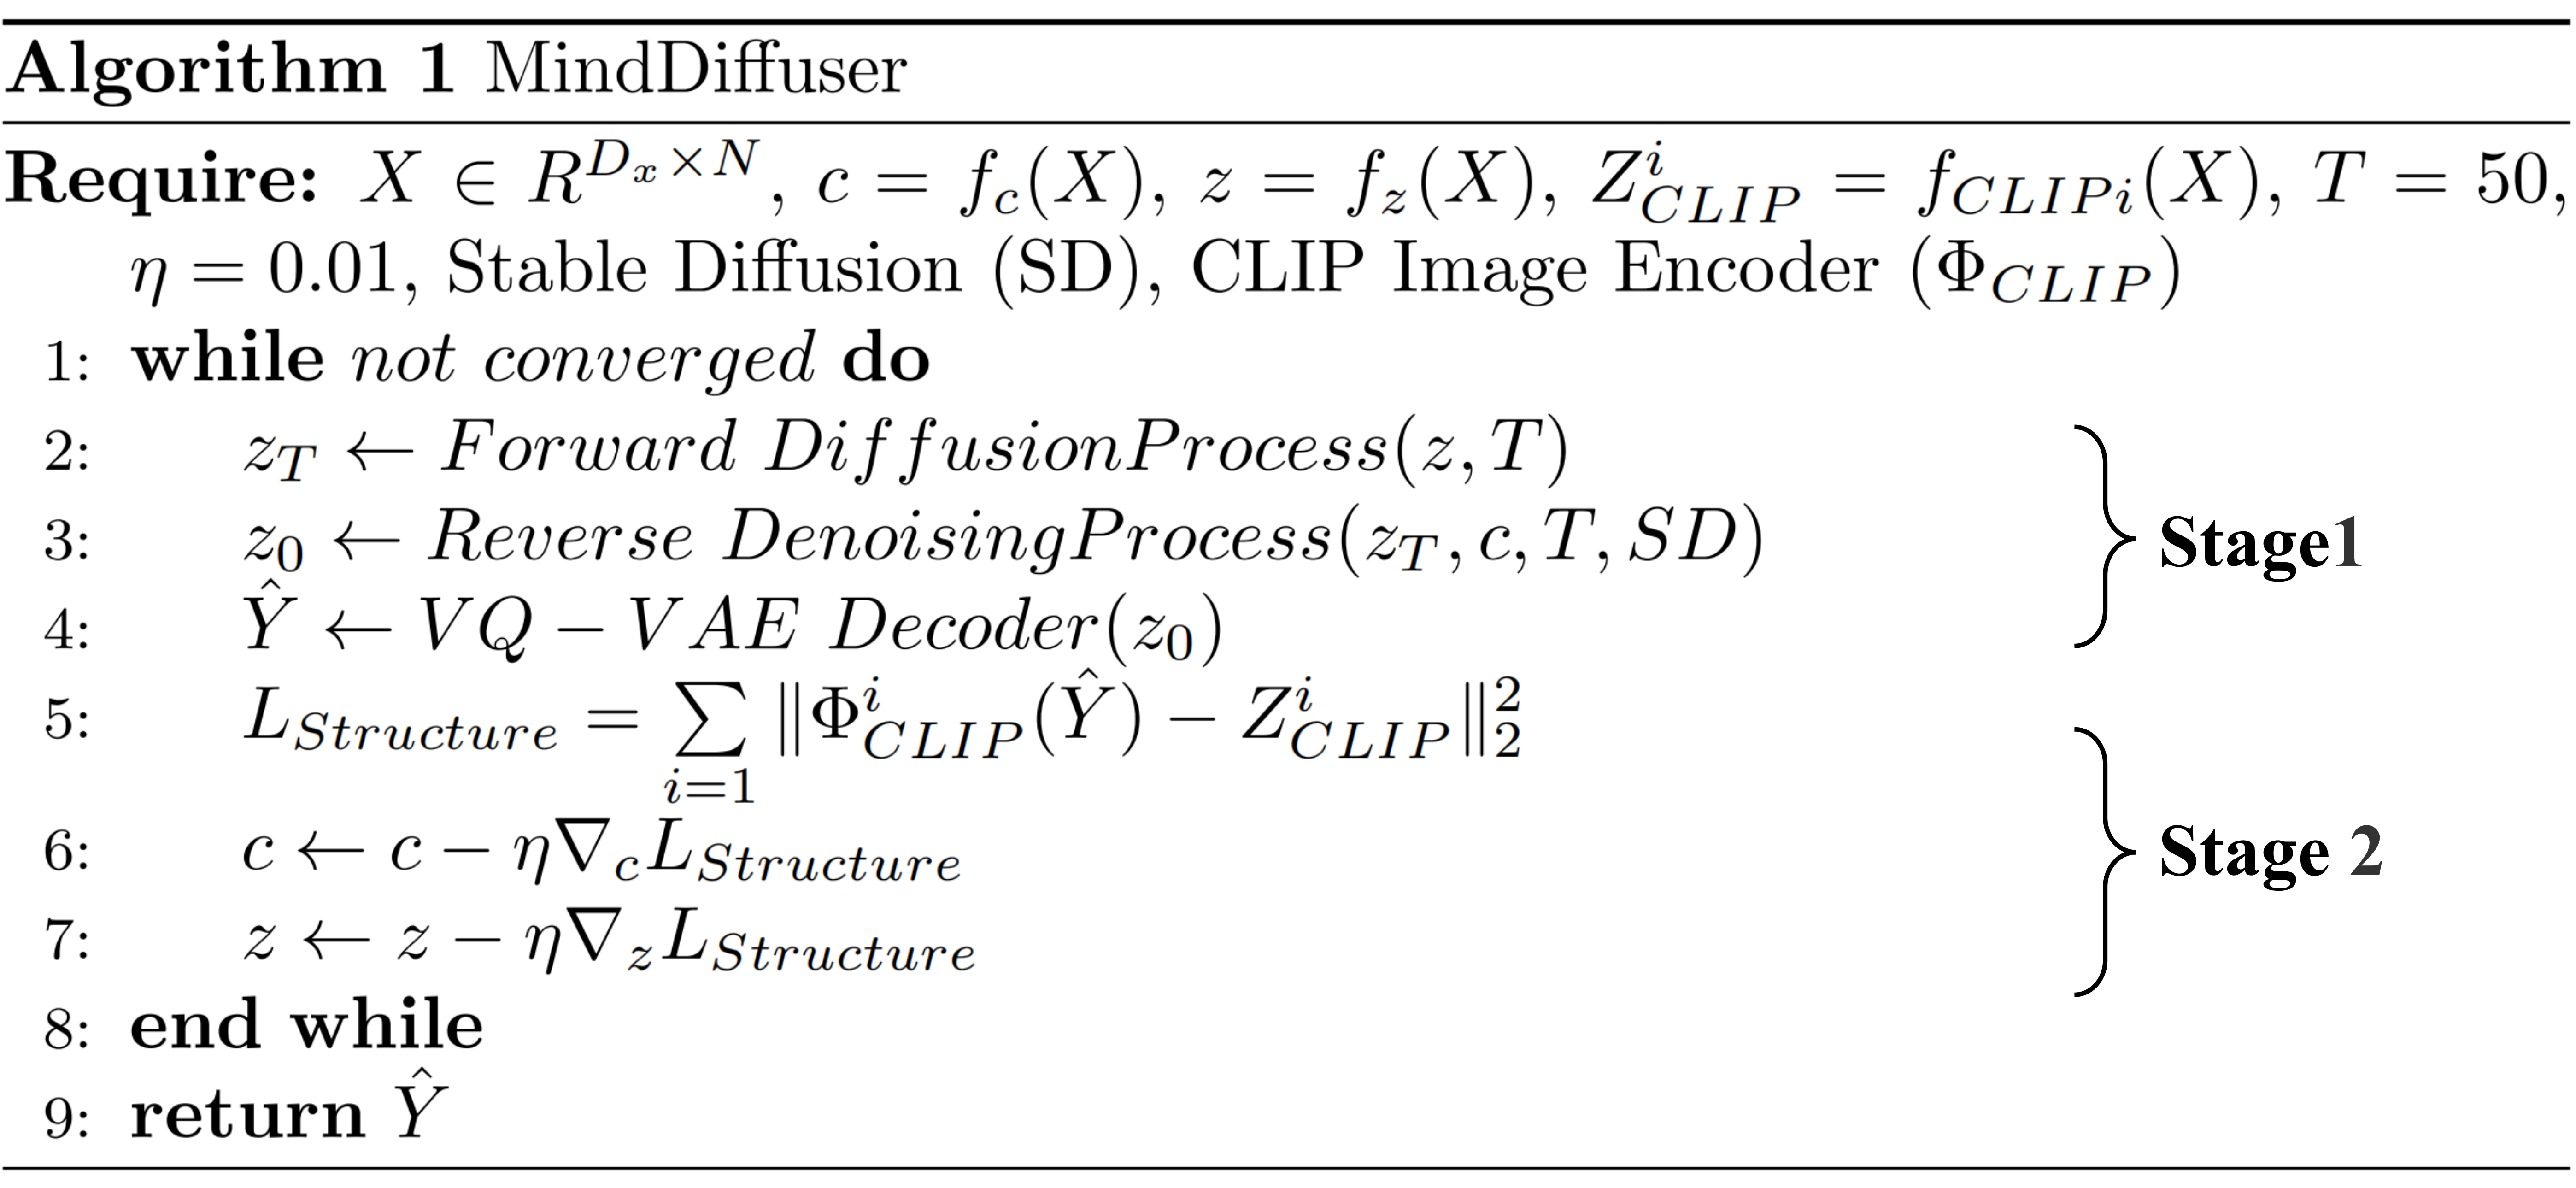 Algorithm 1 MindDiffuser
Require: $X \in R^{D_x \times N}$, $c = f_c(X)$, $z = f_z(X)$, $Z^i_{CLIP} = f_{CLIPi}(X)$, $T = 50$,
$\eta = 0.01$, Stable Diffusion (SD), CLIP Image Encoder ($\Phi_{CLIP}$)
1: while not converged do
2: $z_T \leftarrow Forward\ DiffusionProcess(z, T)$
3: $z_0 \leftarrow Reverse\ DenoisingProcess(z_T, c, T, SD)$
Stage1
4: $\hat{Y} \leftarrow VQ - VAE\ Decoder(z_0)$
5: $L_{Structure} = \sum_{i=1} \|\Phi^i_{CLIP}(\hat{Y}) - Z^i_{CLIP}\|^2_2$
6: $c \leftarrow c - \eta \nabla_c L_{Structure}$
Stage 2
7: $z \leftarrow z - \eta \nabla_z L_{Structure}$
8: end while
9: return $\hat{Y}$